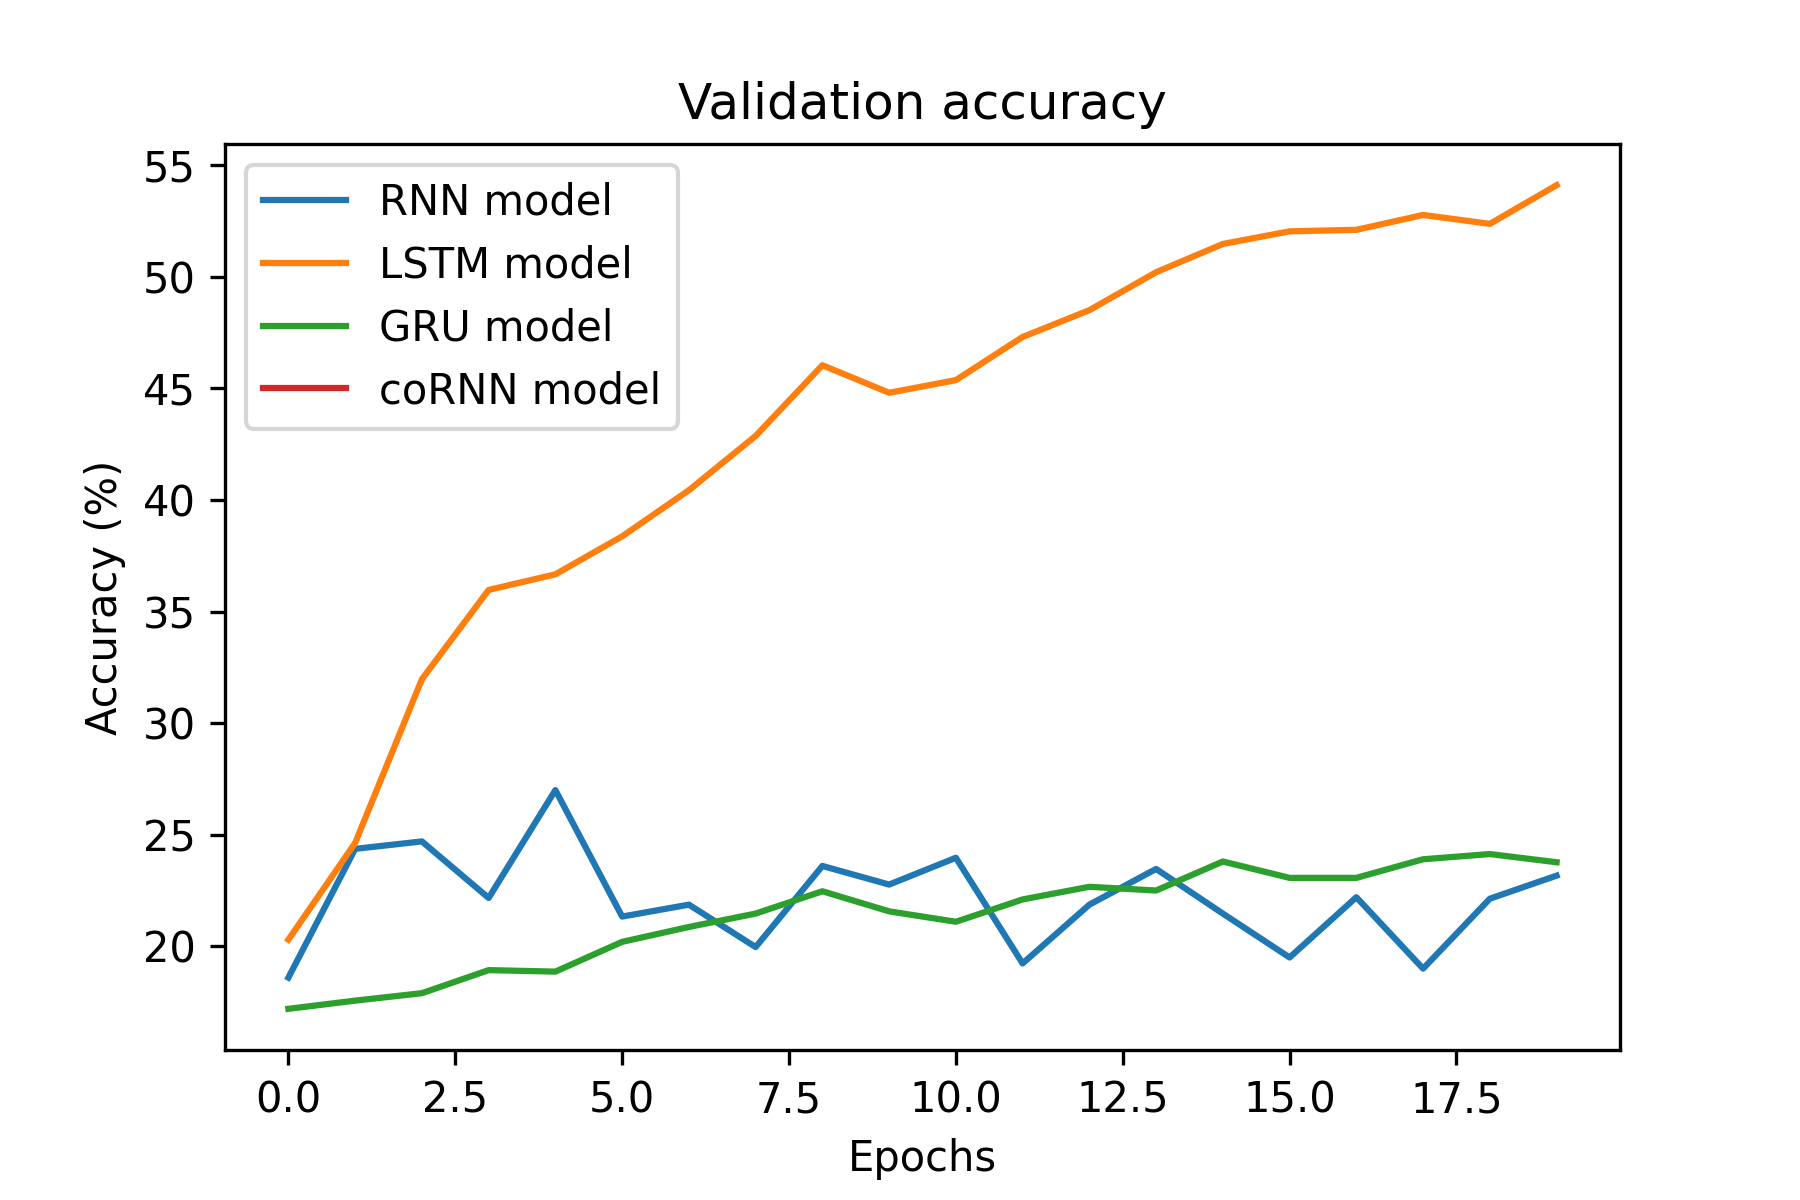 Validation accuracy
55
50
45
40
35
30
25
20
Accuracy (%)
RNN model
LSTM model
GRU model
coRNN model
0.0 2.5 5.0 7.5 10.0 12.5 15.0 17.5
Epochs